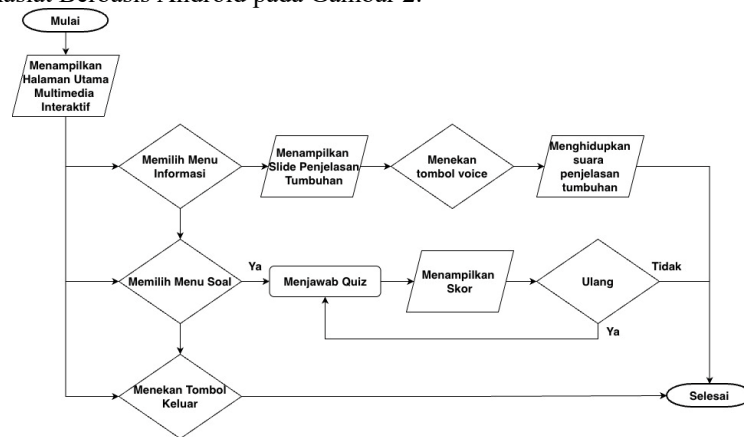 Berbasis Android pada Gambar 2.
Mulai
Menampilkan
Halaman Utama
Multimedia
Interaktif
Memilih Menu
Informasi
Menampilkan
Slide Penjelasan
Tumbuhan
Menekan
tombol voice
Menghidupkan
suara
penjelasan
tumbuhan
Memilih Menu Soal
Ya
Menjawab Quiz
Menampilkan
Skor
Ulang
Tidak
Ya
Menekan Tombol
Keluar
Selesai